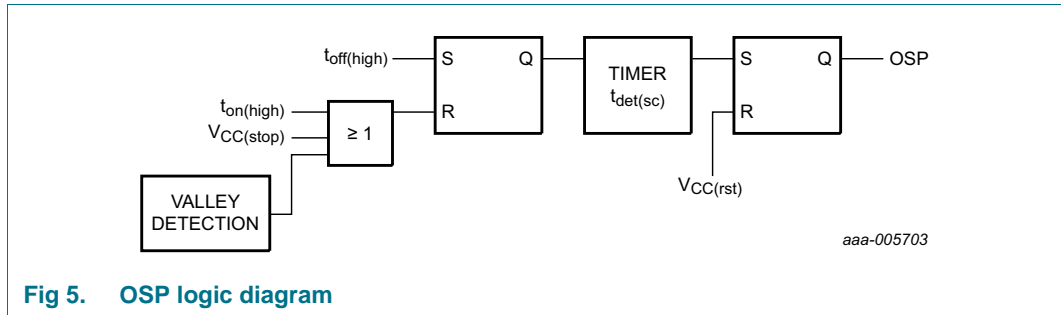 toff(high)
S
Q
TIMER
tdet(sc)
S
Q
OSP
ton(high)
VCC(stop)
≥ 1
R
R
VCC(rst)
VALLEY
DETECTION
aaa-005703
Fig 5. OSP logic diagram